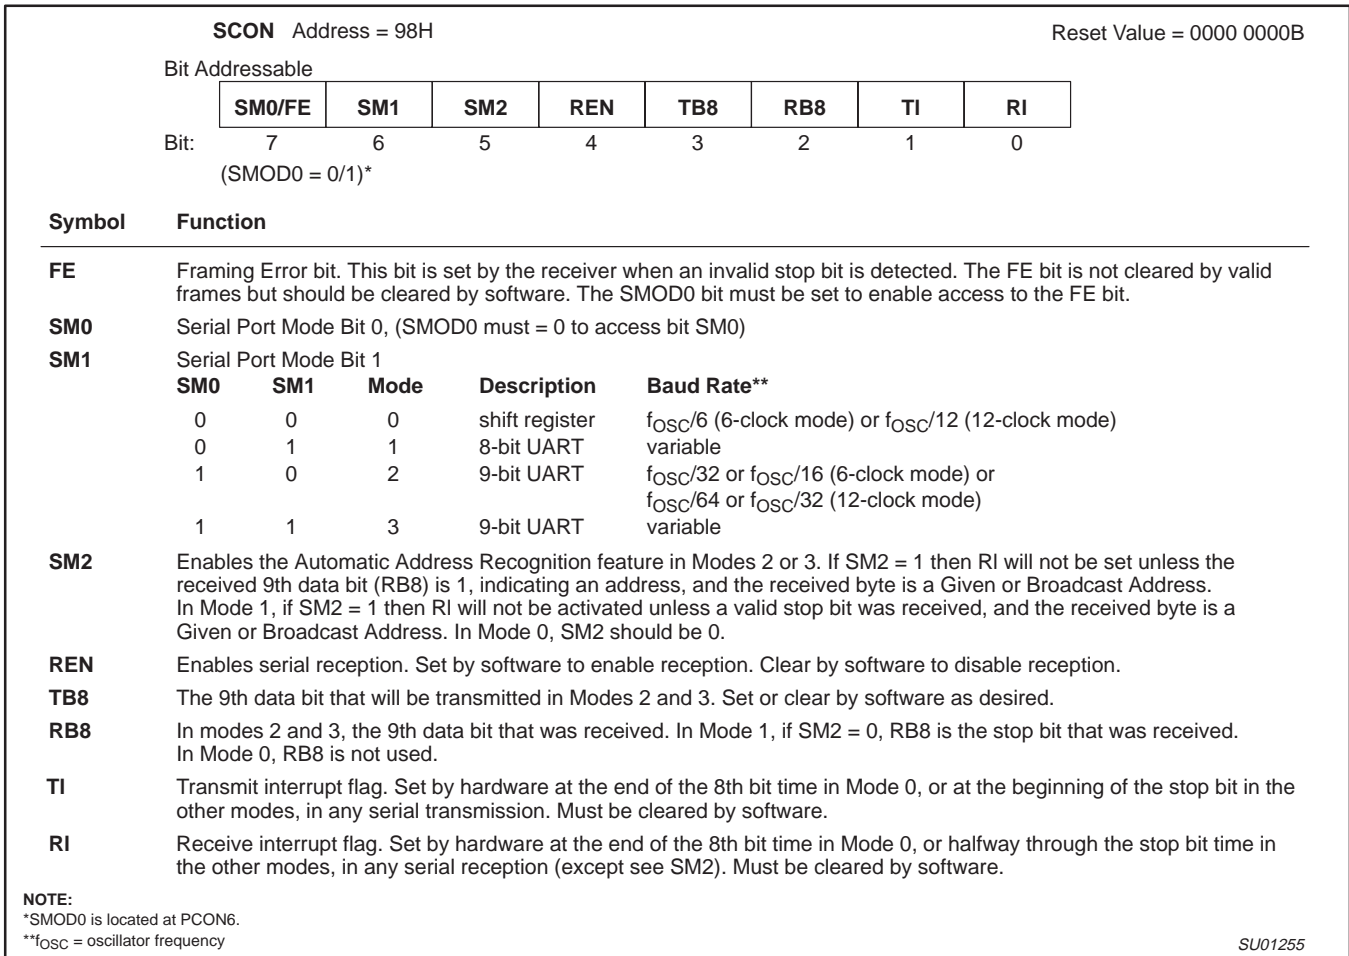 SCON Address = 98H Reset Value = 0000 0000B
Bit Addressable
SM0/FE SM1 SM2 REN TB8 RB8 TI RI
Bit: 7 6 5 4 3 2 1 0
(SMOD0 = 0/1)*
Symbol Function
FE Framing Error bit. This bit is set by the receiver when an invalid stop bit is detected. The FE bit is not cleared by valid
frames but should be cleared by software. The SMOD0 bit must be set to enable access to the FE bit.
SM0 Serial Port Mode Bit 0, (SMOD0 must = 0 to access bit SM0)
SM1 Serial Port Mode Bit 1
SM0 SM1 Mode Description Baud Rate**
0 0 0 shift register fOSC/6 (6-clock mode) or fOSC/12 (12-clock mode)
0 1 1 8-bit UART variable
1 0 2 9-bit UART fOSC/32 or fOSC/16 (6-clock mode) or
fOSC/64 or fOSC/32 (12-clock mode)
1 1 3 9-bit UART variable
SM2 Enables the Automatic Address Recognition feature in Modes 2 or 3. If SM2 = 1 then RI will not be set unless the
received 9th data bit (RB8) is 1, indicating an address, and the received byte is a Given or Broadcast Address.
In Mode 1, if SM2 = 1 then RI will not be activated unless a valid stop bit was received, and the received byte is a
Given or Broadcast Address. In Mode 0, SM2 should be 0.
REN Enables serial reception. Set by software to enable reception. Clear by software to disable reception.
TB8 The 9th data bit that will be transmitted in Modes 2 and 3. Set or clear by software as desired.
RB8 In modes 2 and 3, the 9th data bit that was received. In Mode 1, if SM2 = 0, RB8 is the stop bit that was received.
In Mode 0, RB8 is not used.
TI Transmit interrupt flag. Set by hardware at the end of the 8th bit time in Mode 0, or at the beginning of the stop bit in the
other modes, in any serial transmission. Must be cleared by software.
RI Receive interrupt flag. Set by hardware at the end of the 8th bit time in Mode 0, or halfway through the stop bit time in
the other modes, in any serial reception (except see SM2). Must be cleared by software.
NOTE:
*SMOD0 is located at PCON6.
**fOSC = oscillator frequency SU01255